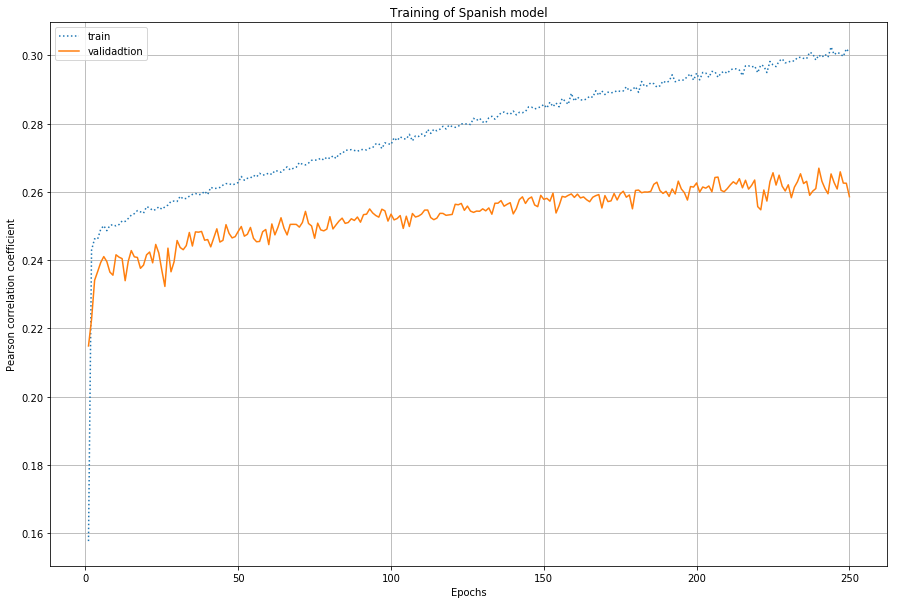 Training of Spanish model
train
validadtion
0.30
0.28
0.26
0.24
0.22
0.20
0.18
0.16
Pearson correlation coefficient
0 50 100 150 200 250
Epochs